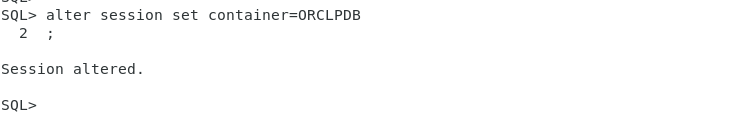 SQL> alter session set container=ORCLPDB
  2  ;
Session altered.
SQL>